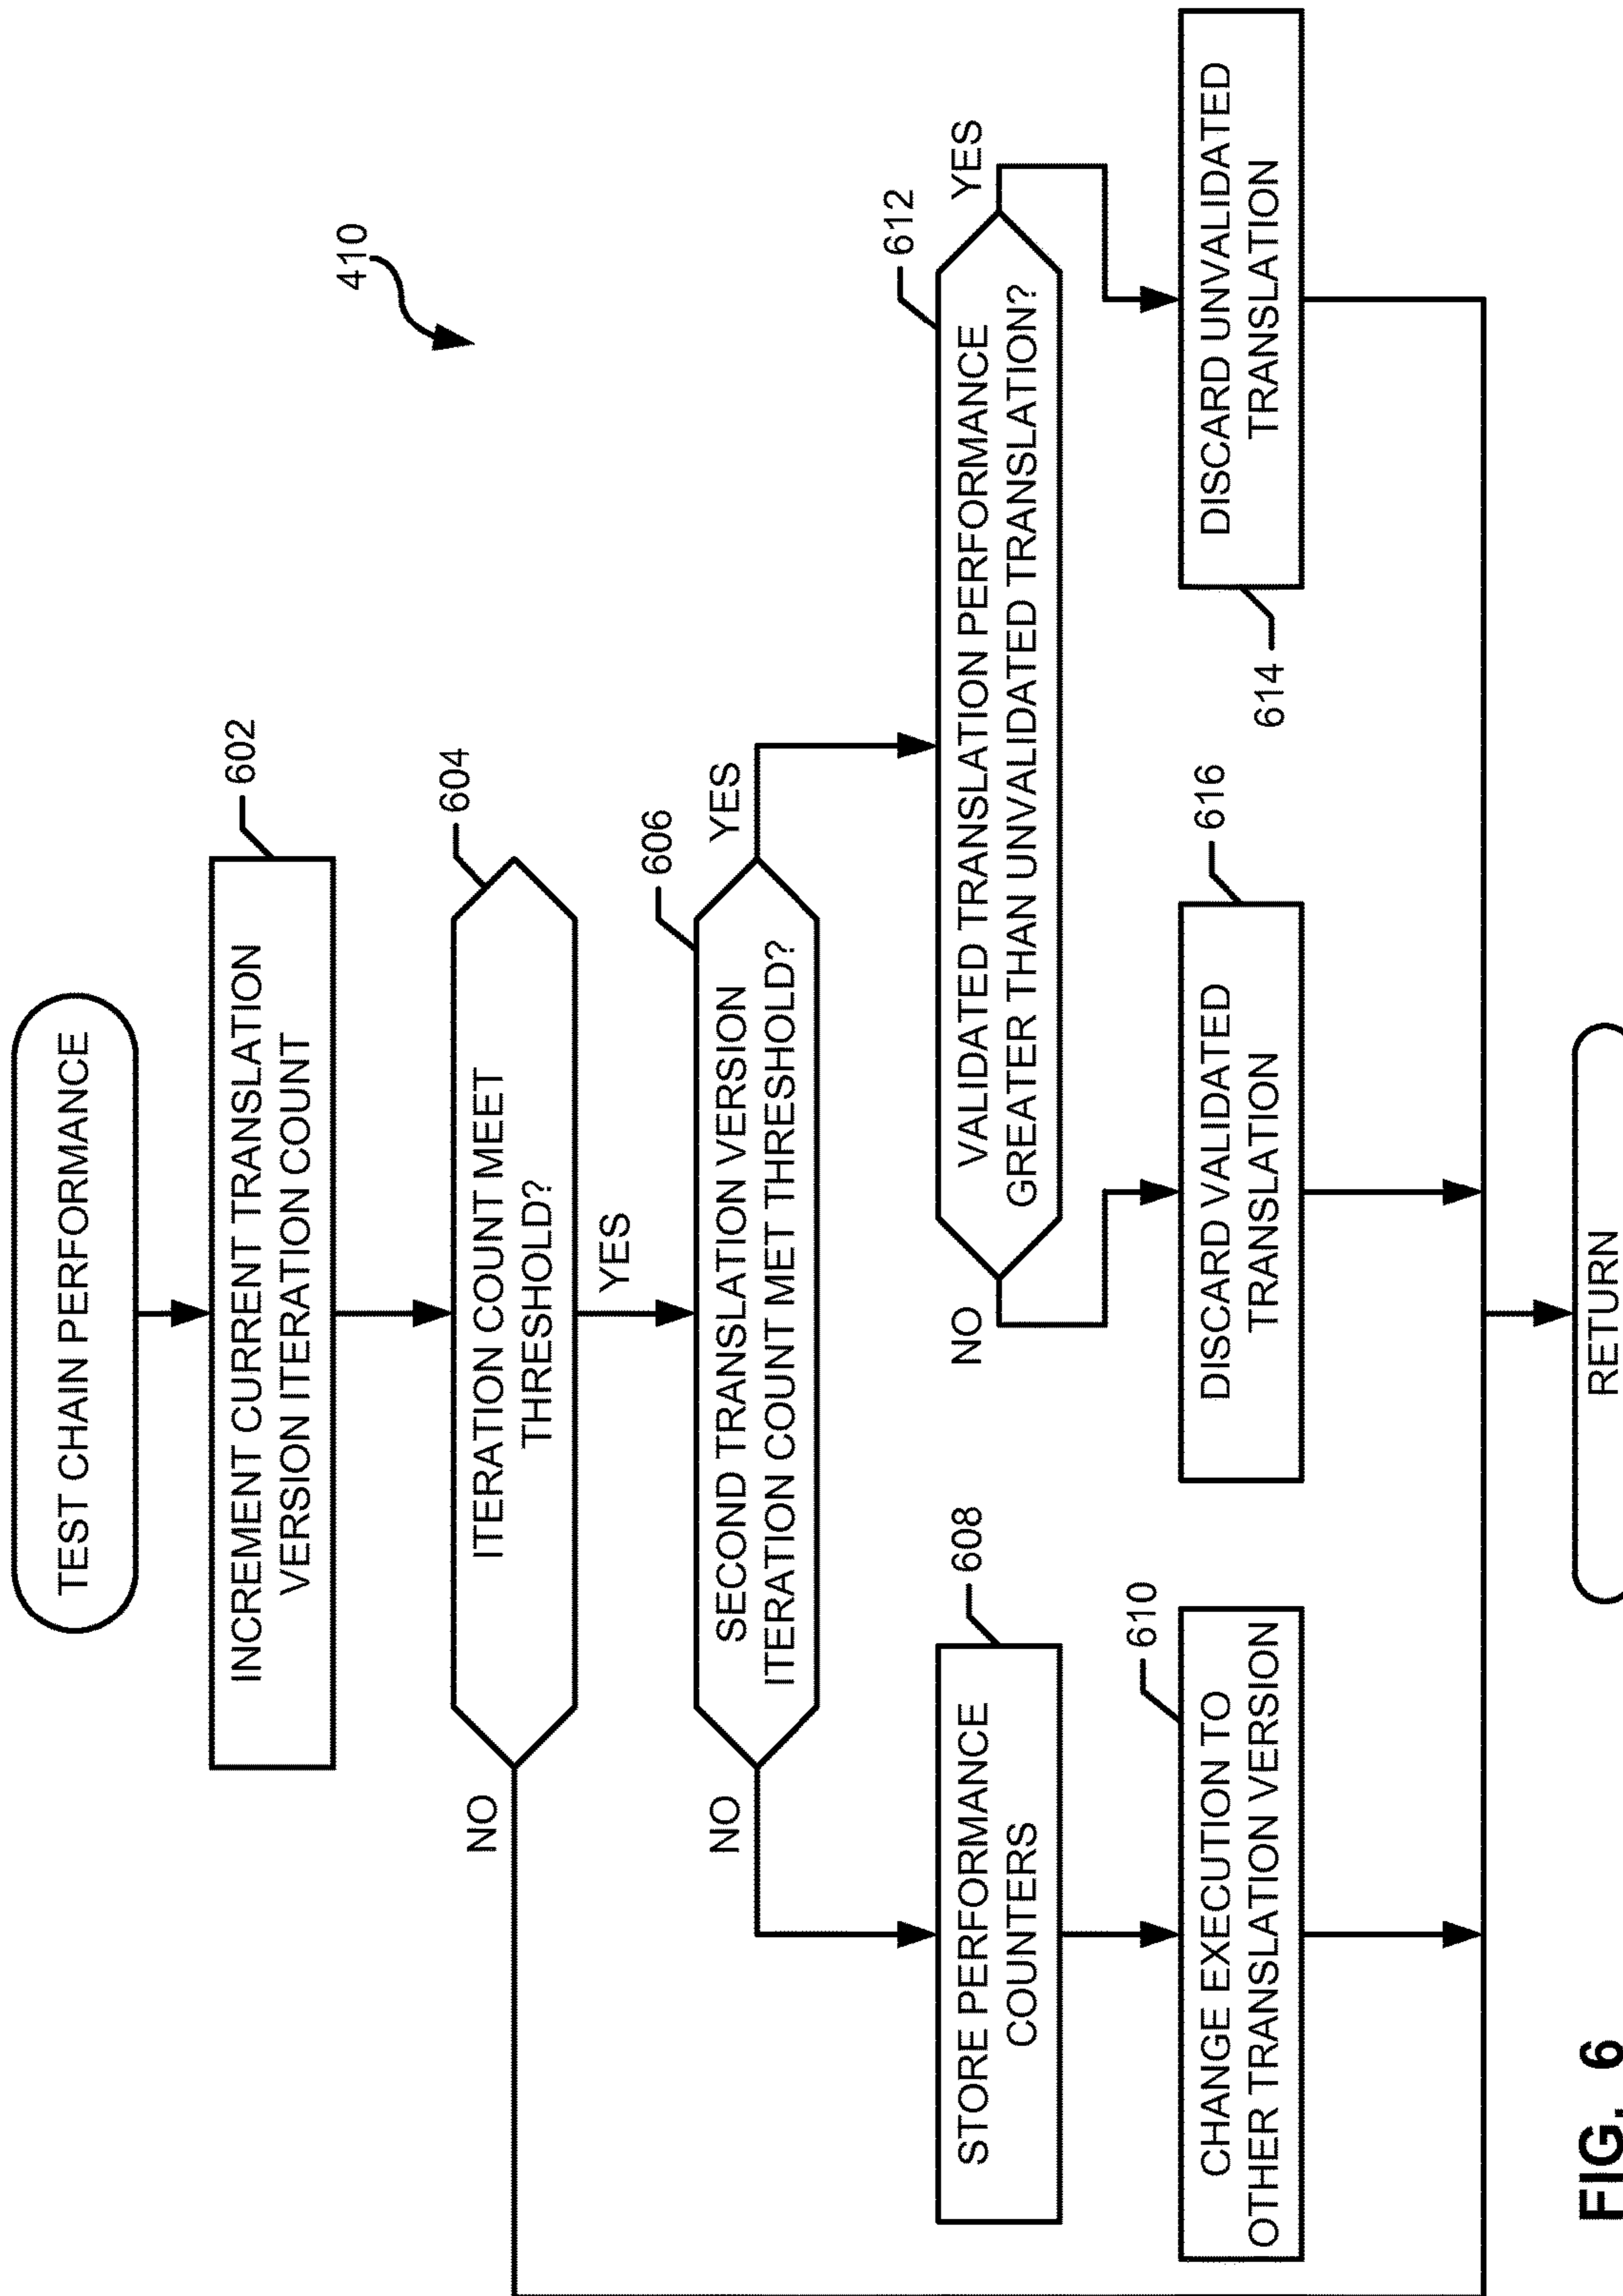 410
TEST CHAIN PERFORMANCE
602
INCREMENT CURRENT TRANSLATION
VERSION ITERATION COUNT
604
ITERATION COUNT MEET
THRESHOLD?
NO
YES
606
SECOND TRANSLATION VERSION
ITERATION COUNT MET THRESHOLD?
NO
YES
608
STORE PERFORMANCE
COUNTERS
612
VALIDATED TRANSLATION PERFORMANCE
GREATER THAN UNVALIDATED TRANSLATION?
NO
YES
610
CHANGE EXECUTION TO
OTHER TRANSLATION VERSION
616
DISCARD VALIDATED
TRANSLATION
614
DISCARD UNVALIDATED
TRANSLATION
RETURN
FIG. 6